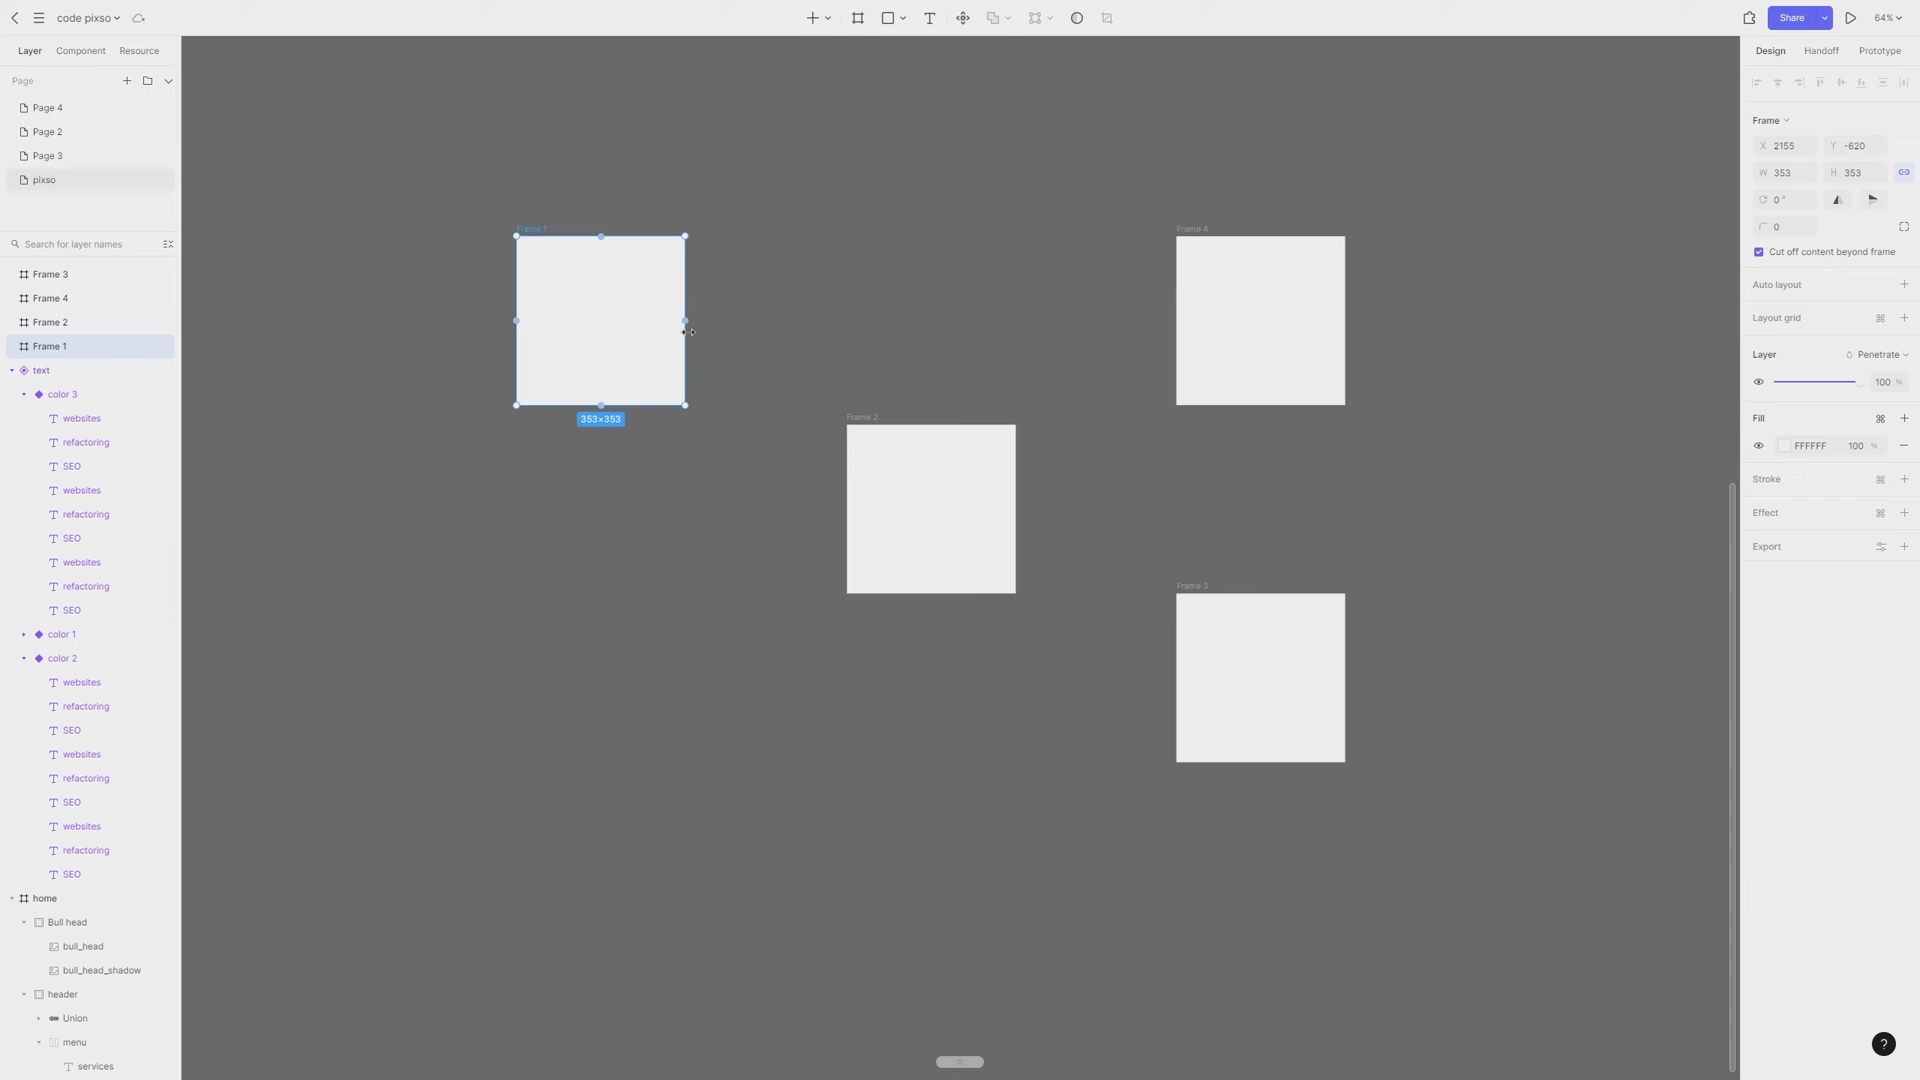 code pixso
Share
64%
Layer
Component
Resource
Page
Page 4
Page 2
Page 3
pixso
Search for layer names
Frame 3
Frame 4
Frame 2
Frame 1
text
color 3
websites
refactoring
SEO
websites
refactoring
SEO
websites
refactoring
SEO
color 1
color 2
websites
refactoring
SEO
websites
refactoring
SEO
websites
refactoring
SEO
home
Bull head
bull_head
bull_head_shadow
header
Union
menu
services
Frame 1
353×353
Frame 2
Frame 4
Frame 3
Design
Handoff
Prototype
Frame
X 2155
Y -620
W 353
H 353
0 °
0
Cut off content beyond frame
Auto layout
Layout grid
Layer
Penetrate
100 %
Fill
FFFFFF 100 %
Stroke
Effect
Export
?